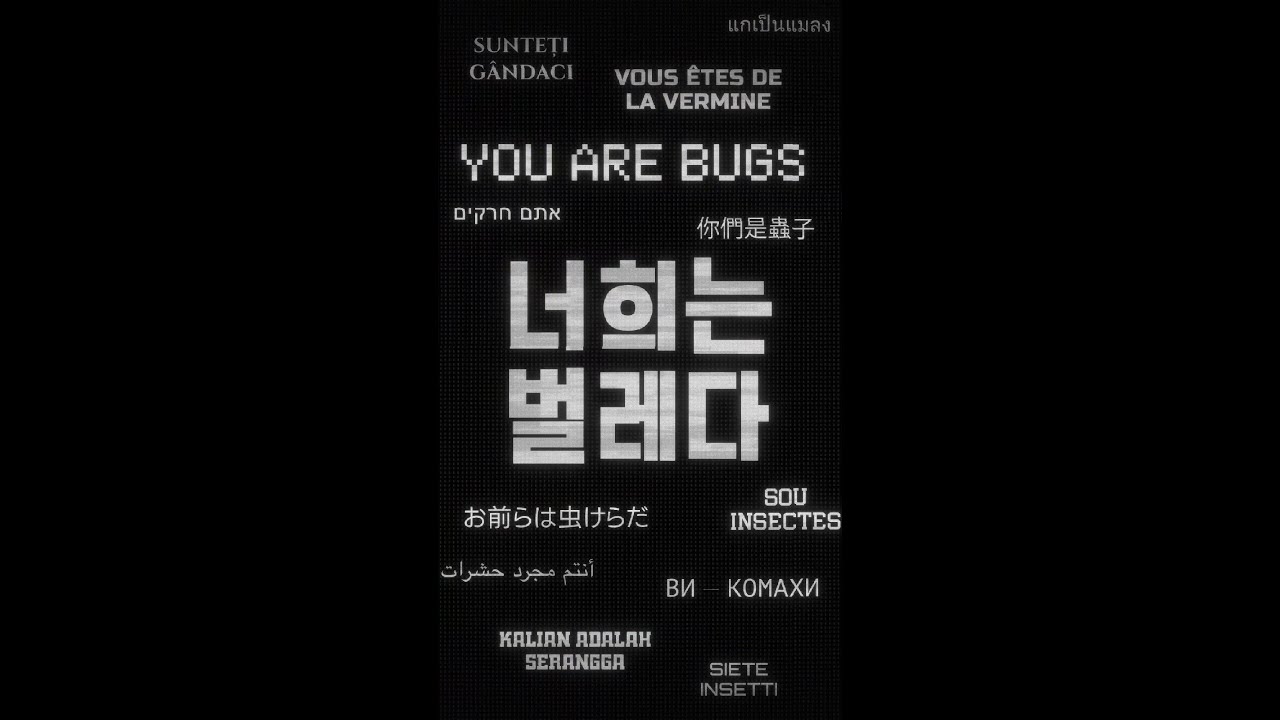 แกเป็นแมลง
SUNTEȚI
GÂNDACI
VOUS ÊTES DE
LA VERMINE
YOU ARE BUGS
אתם חרקים
你們是蟲子
너희는
벌레다
SOU
INSECTES
お前らは虫けらだ
أنتم مجرد حشرات
ВИ — КОМАХИ
KALIAN ADALAH
SERANGGA
SIETE
INSETTI